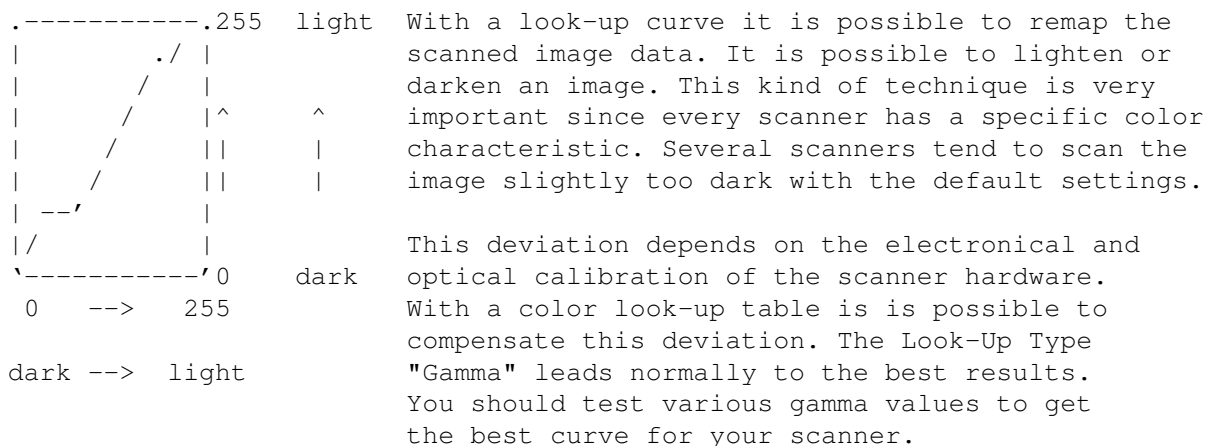 .-----------.255  light  With a look-up curve it is possible to remap the
|         ./ |           scanned image data. It is possible to lighten or
|        /  |            darken an image. This kind of technique is very
|       /    |^     ^    important since every scanner has a specific color
|      /     ||     |    characteristic. Several scanners tend to scan the
|     /      ||     |    image slightly too dark with the default settings.
| --'        |
|/           |           This deviation depends on the electronical and
‘-----------’0    dark   optical calibration of the scanner hardware.
 0   -->   255           With a color look-up table is is possible to
                         compensate this deviation. The Look-Up Type
dark -->  light          "Gamma" leads normally to the best results.
                         You should test various gamma values to get
                         the best curve for your scanner.